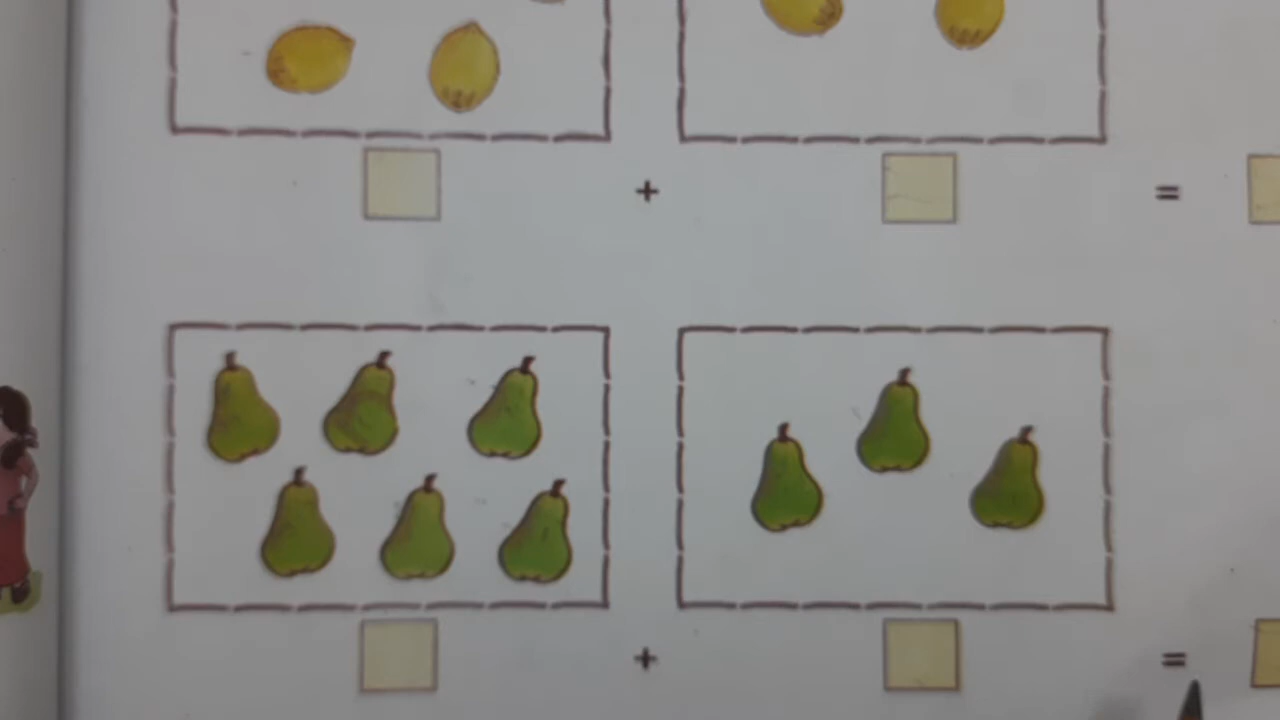 + =
+ =